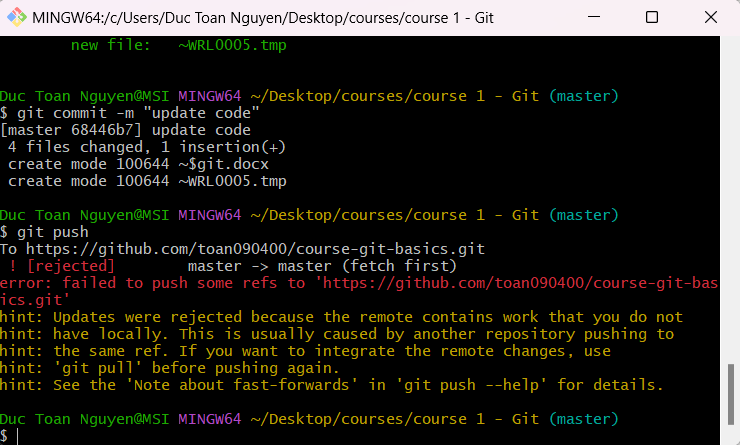 MINGW64:/c/Users/Duc Toan Nguyen/Desktop/courses/course 1 - Git
new file:   ~WRL0005.tmp
Duc Toan Nguyen@MSI MINGW64 ~/Desktop/courses/course 1 - Git (master)
$ git commit -m "update code"
[master 68446b7] update code
 4 files changed, 1 insertion(+)
 create mode 100644 ~$git.docx
 create mode 100644 ~WRL0005.tmp
Duc Toan Nguyen@MSI MINGW64 ~/Desktop/courses/course 1 - Git (master)
$ git push
To https://github.com/toan090400/course-git-basics.git
 ! [rejected]        master -> master (fetch first)
error: failed to push some refs to 'https://github.com/toan090400/course-git-bas
ics.git'
hint: Updates were rejected because the remote contains work that you do not
hint: have locally. This is usually caused by another repository pushing to
hint: the same ref. If you want to integrate the remote changes, use
hint: 'git pull' before pushing again.
hint: See the 'Note about fast-forwards' in 'git push --help' for details.
Duc Toan Nguyen@MSI MINGW64 ~/Desktop/courses/course 1 - Git (master)
$